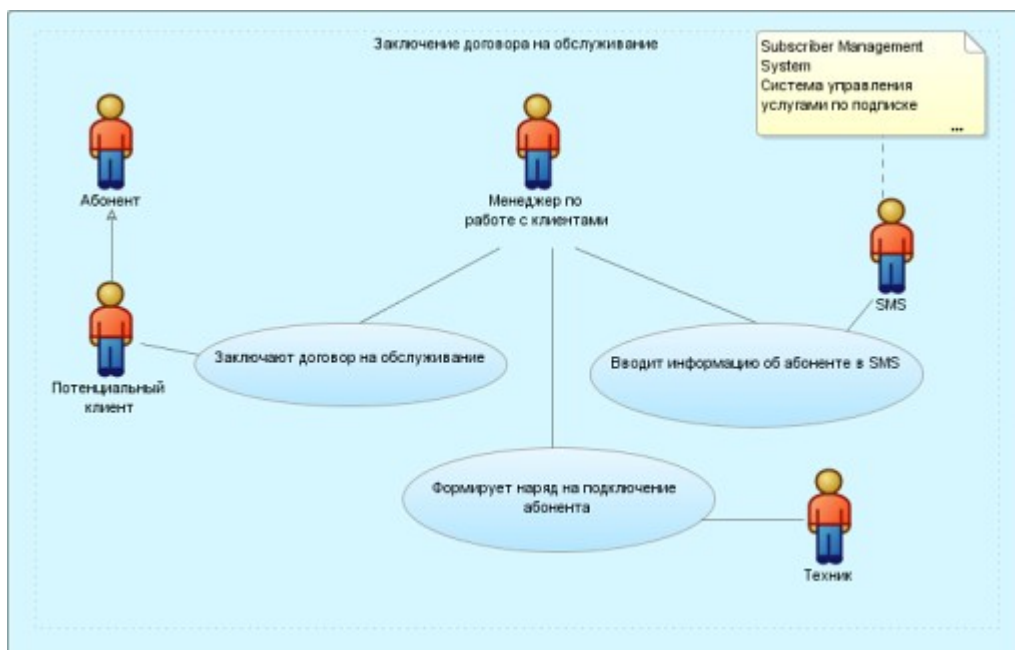 Заключение договора на обслуживание
Subscriber Management
System
Система управления
услугами по подписке
...
Абонент
Менеджер по
работе с клиентами
SMS
Потенциальный
клиент
Заключают договор на обслуживание
Вводит информацию об абоненте в SMS
Формирует наряд на подключение
абонента
Техник